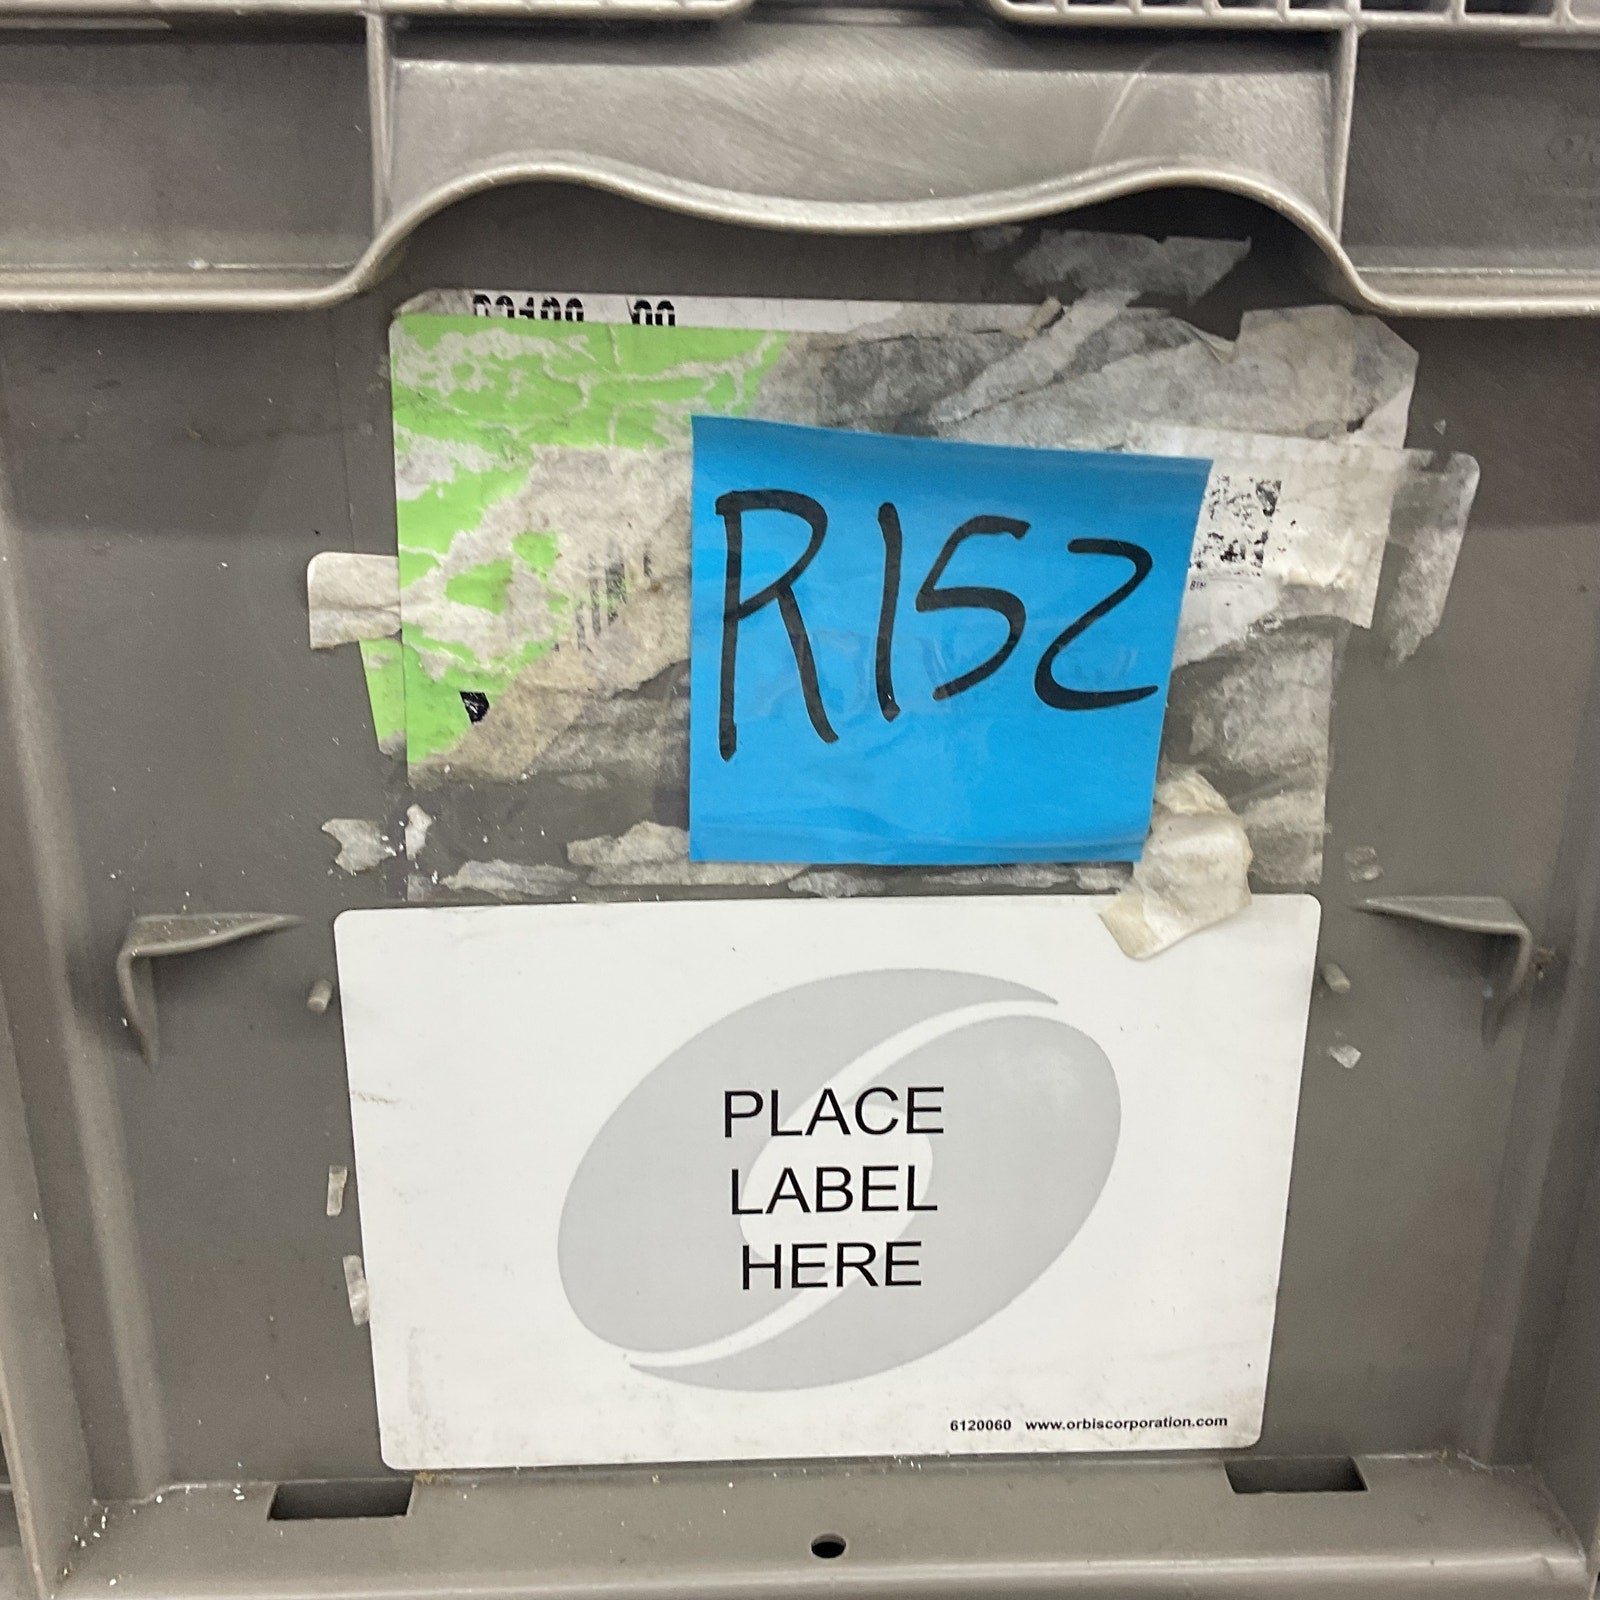 R152
PLACE
LABEL
HERE
6120060 www.orbiscorporation.com